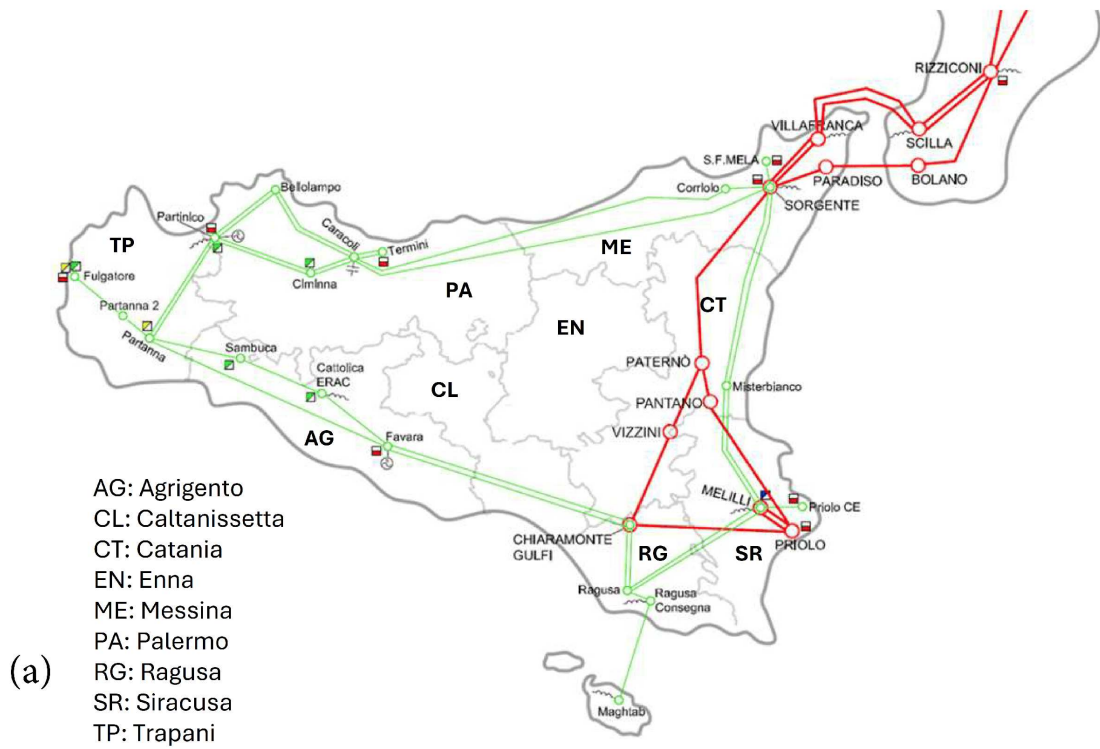 RIZZICONI
VILLAFRANCA
SCILLA
S.F.MELA
PARADISO
BOLANO
Corriolo
SORGENTE
Bellolampo
Partinico
Caracoli
Termini
TP
ME
Fulgatore
Ciminna
PA
CT
Partanna 2
EN
Partanna
Sambuca
PATERNÒ
Cattolica
ERAC
CL
Misterbianco
PANTANO
VIZZINI
AG
Favara
AG: Agrigento
CL: Caltanissetta
CT: Catania
EN: Enna
ME: Messina
PA: Palermo
RG: Ragusa
SR: Siracusa
TP: Trapani
(a)
MELILLI
Priolo CE
CHIARAMONTE
GULFI
RG
SR
PRIOLO
Ragusa
Ragusa
Consegna
Maghtab